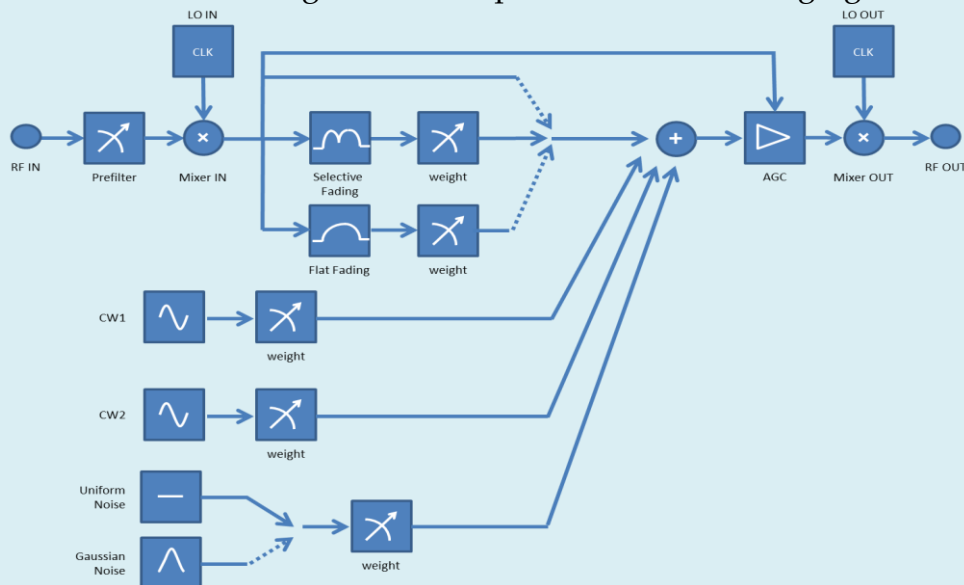 LO IN
LO OUT
CLK
CLK
RF IN
Prefilter
Mixer IN
Selective
Fading
weight
AGC
Mixer OUT
RF OUT
Flat Fading
weight
CW1
weight
CW2
weight
Uniform
Noise
Gaussian
Noise
weight